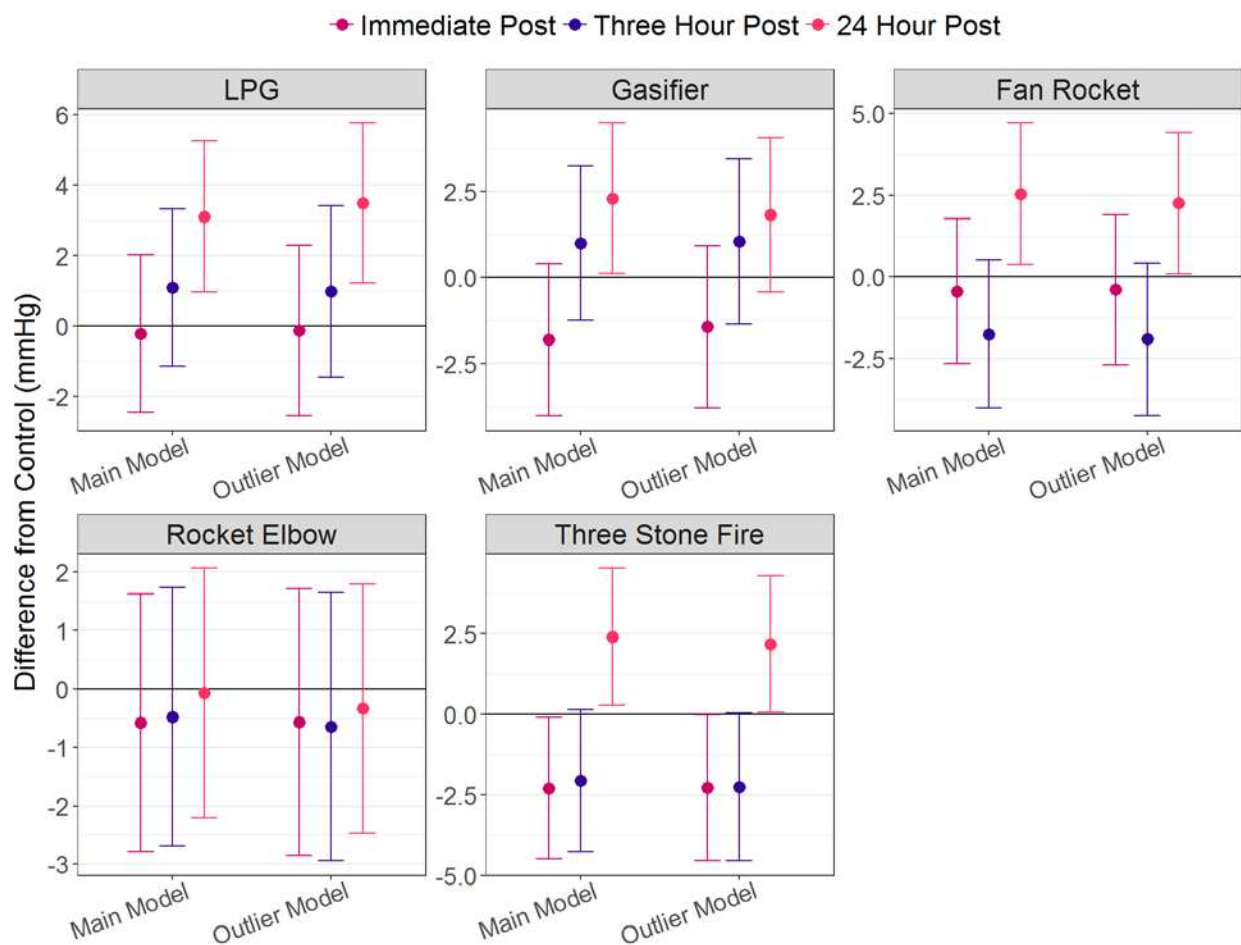 Immediate Post Three Hour Post 24 Hour Post
Difference from Control (mmHg)
LPG
6
4
2
0
-2
Main Model
Outlier Model
Gasifier
2.5
0.0
-2.5
Main Model
Outlier Model
Fan Rocket
5.0
2.5
0.0
-2.5
Main Model
Outlier Model
Rocket Elbow
2
1
0
-1
-2
-3
Main Model
Outlier Model
Three Stone Fire
2.5
0.0
-2.5
-5.0
Main Model
Outlier Model